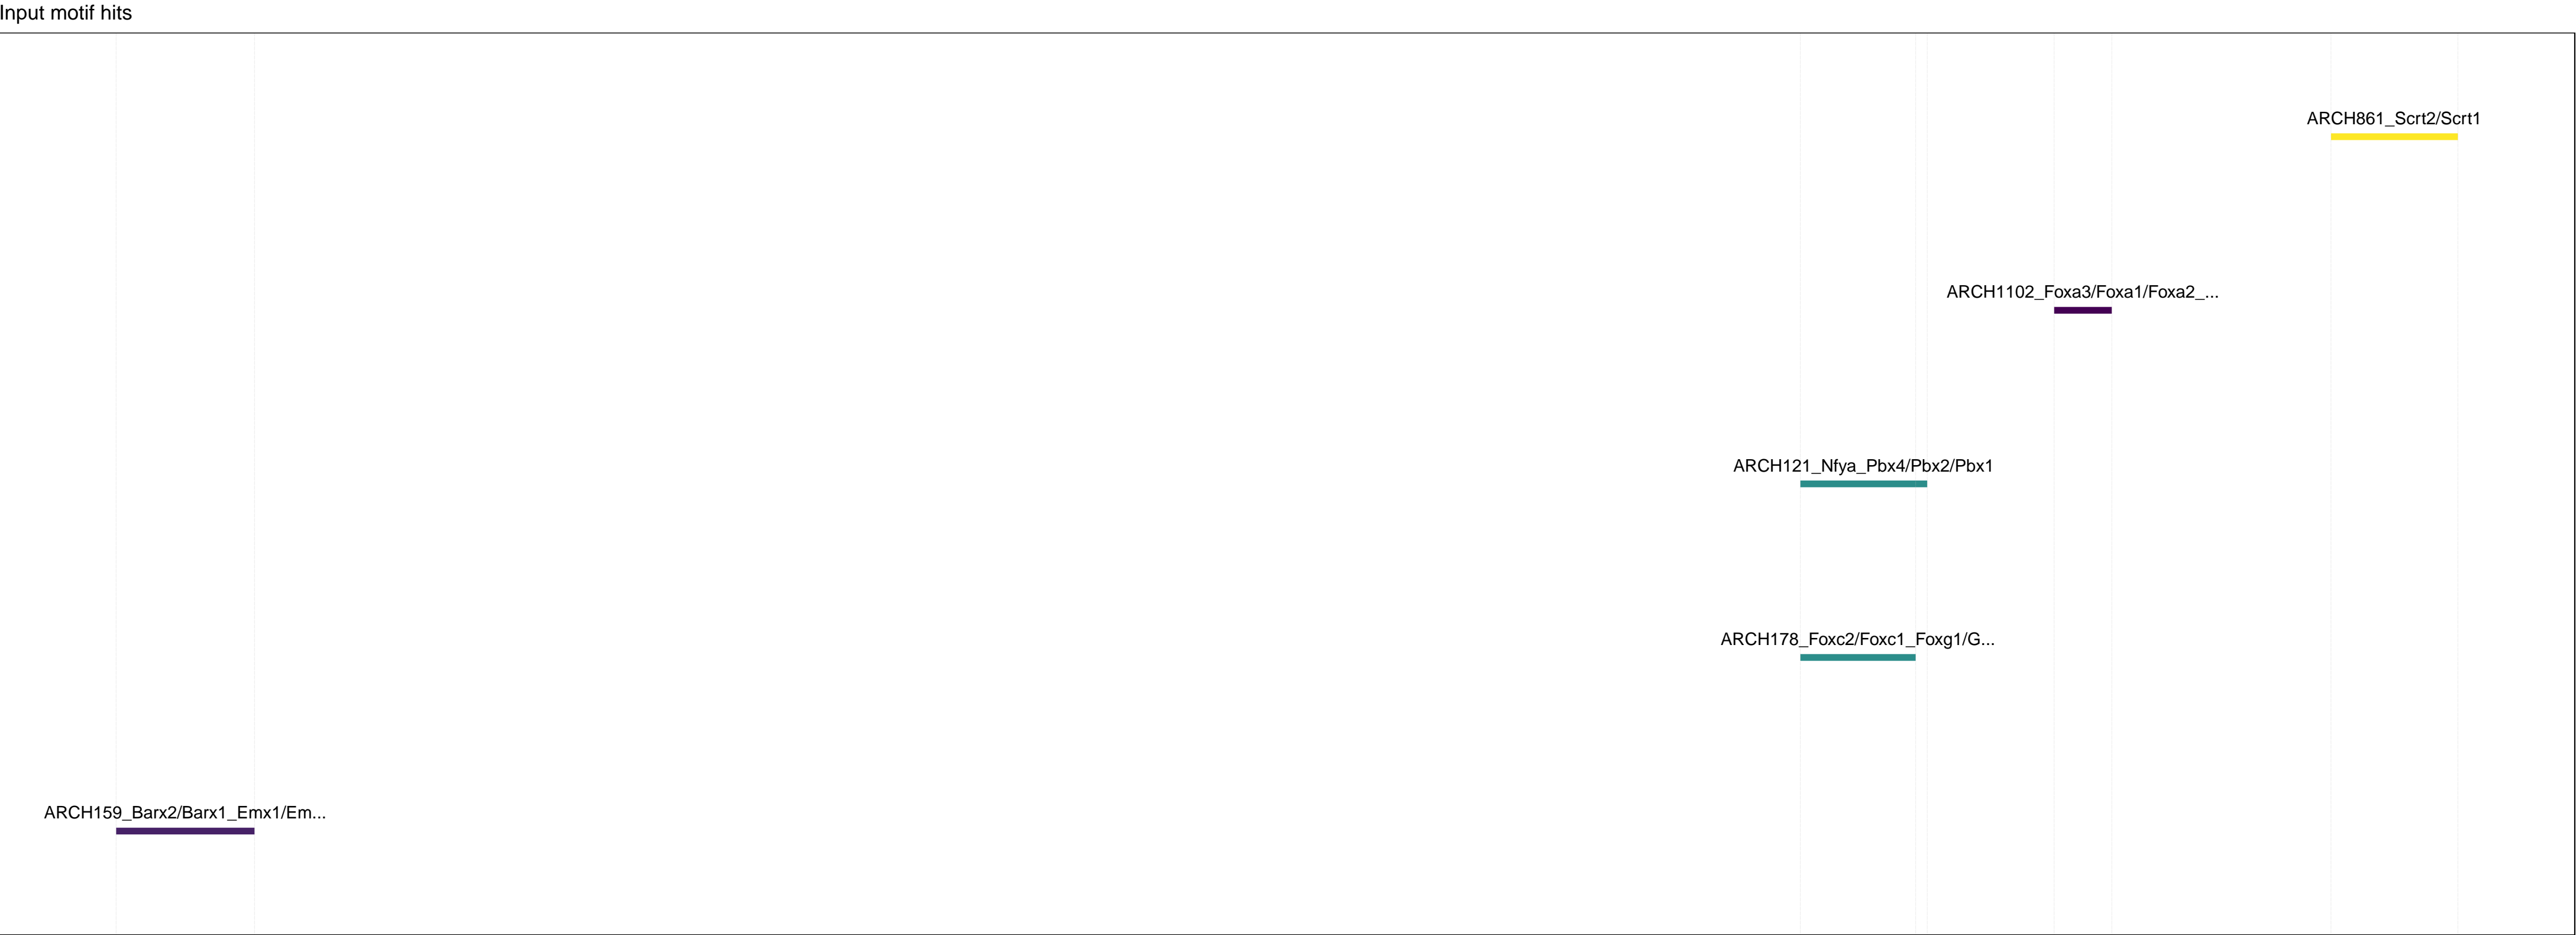 Input motif hits
ARCH861_Scrt2/Scrt1
ARCH1102_Foxa3/Foxa1/Foxa2_...
ARCH121_Nfya_Pbx4/Pbx2/Pbx1
ARCH178_Foxc2/Foxc1_Foxg1/G...
ARCH159_Barx2/Barx1_Emx1/Em...